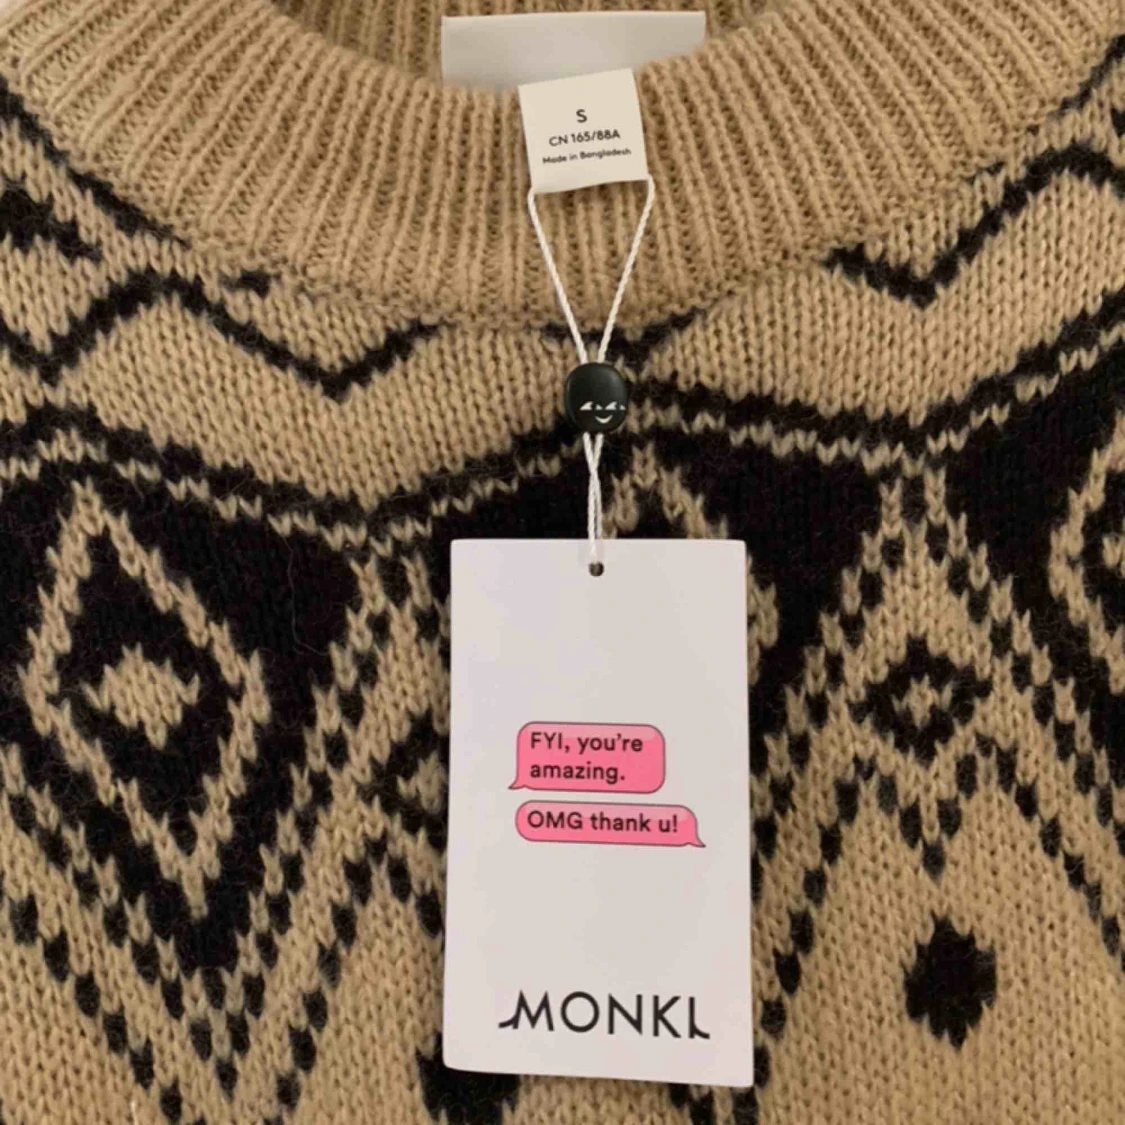 S
CN 165/88A
Made in Bangladesh
FYI, you're
amazing.
OMG thank u!
MONKI